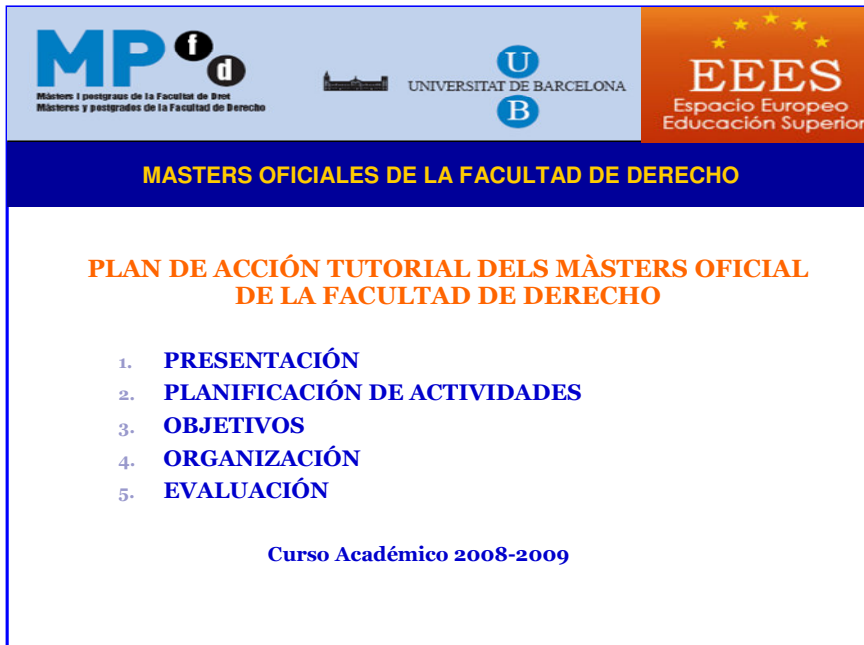 MP fd
Màsters i postgraus de la Facultat de Dret
Màsteres y postgrados de la Facultad de Derecho
UNIVERSITAT DE BARCELONA
U
B
EEES
Espacio Europeo
Educación Superior
MASTERS OFICIALES DE LA FACULTAD DE DERECHO
PLAN DE ACCIÓN TUTORIAL DELS MÀSTERS OFICIAL
DE LA FACULTAD DE DERECHO
1. PRESENTACIÓN
2. PLANIFICACIÓN DE ACTIVIDADES
3. OBJETIVOS
4. ORGANIZACIÓN
5. EVALUACIÓN
Curso Académico 2008-2009